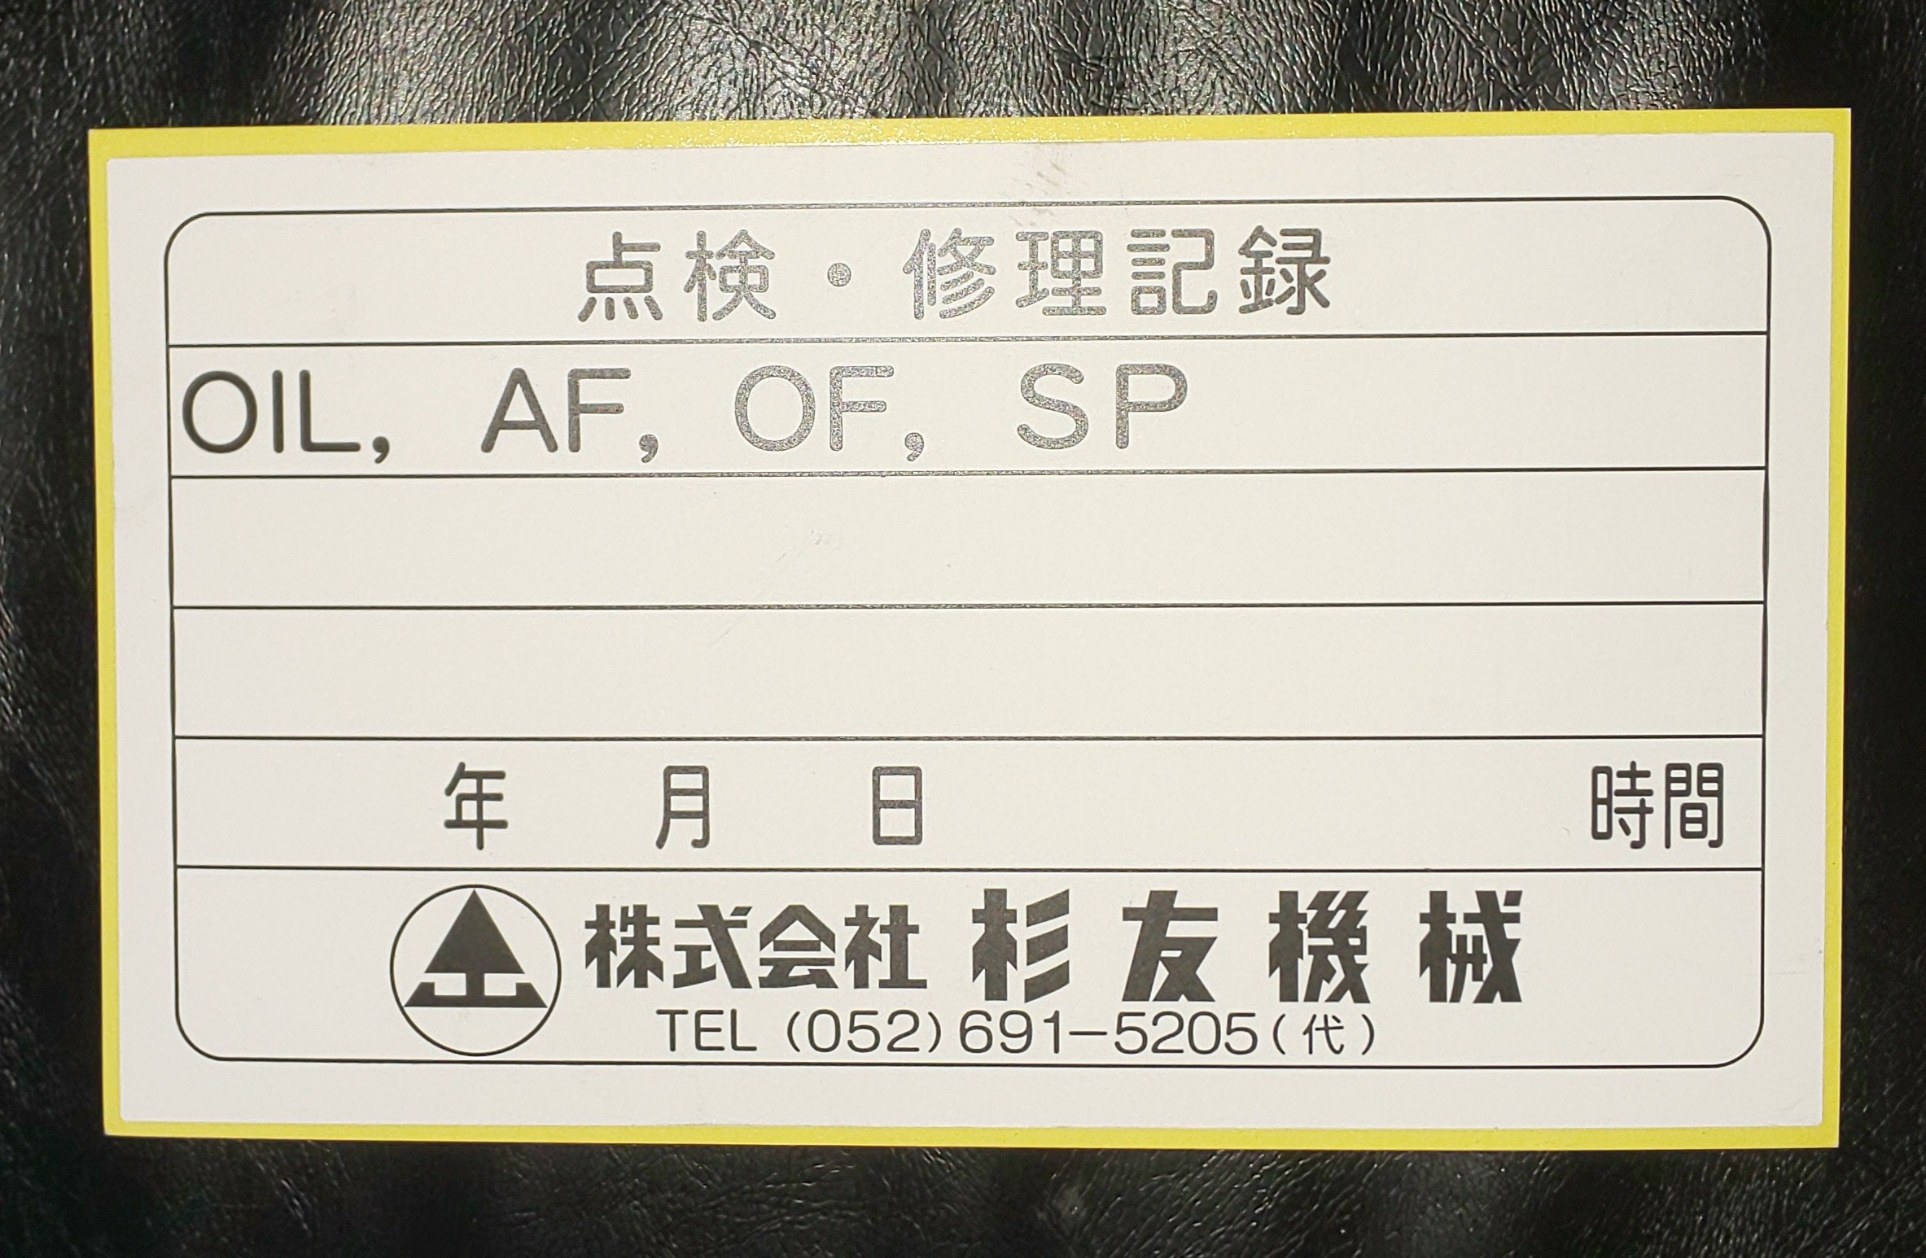 点検・修理記録
OIL, AF, OF, SP
年 月 日 時間
株式会社 杉友機械
TEL (052)691-5205(代)